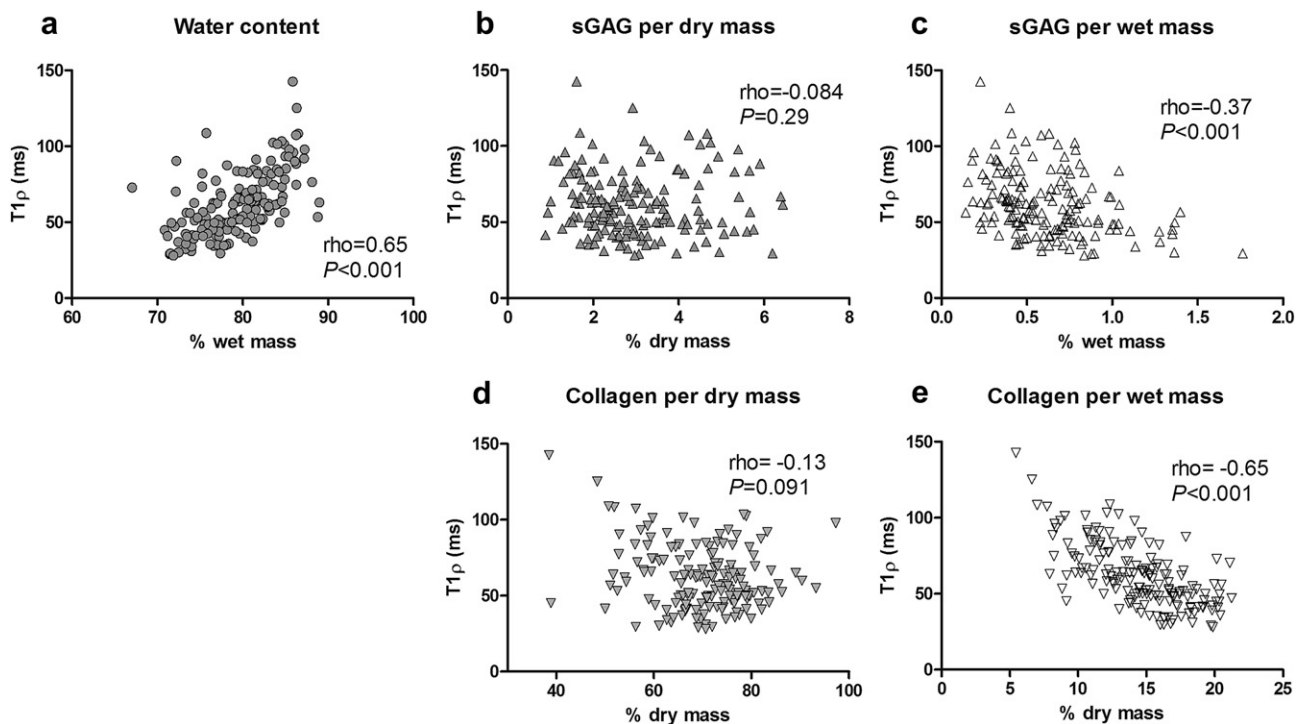 a
Water content
150
100
50
0
T1ρ (ms)
rho=0.65
P<0.001
60 70 80 90 100
% wet mass
b
sGAG per dry mass
150
100
50
0
T1ρ (ms)
rho=-0.084
P=0.29
0 2 4 6 8
% dry mass
c
sGAG per wet mass
150
100
50
0
T1ρ (ms)
rho=-0.37
P<0.001
0.0 0.5 1.0 1.5 2.0
% wet mass
d
Collagen per dry mass
150
100
50
0
T1ρ (ms)
rho= -0.13
P=0.091
40 60 80 100
% dry mass
e
Collagen per wet mass
150
100
50
0
T1ρ (ms)
rho= -0.65
P<0.001
0 5 10 15 20 25
% dry mass